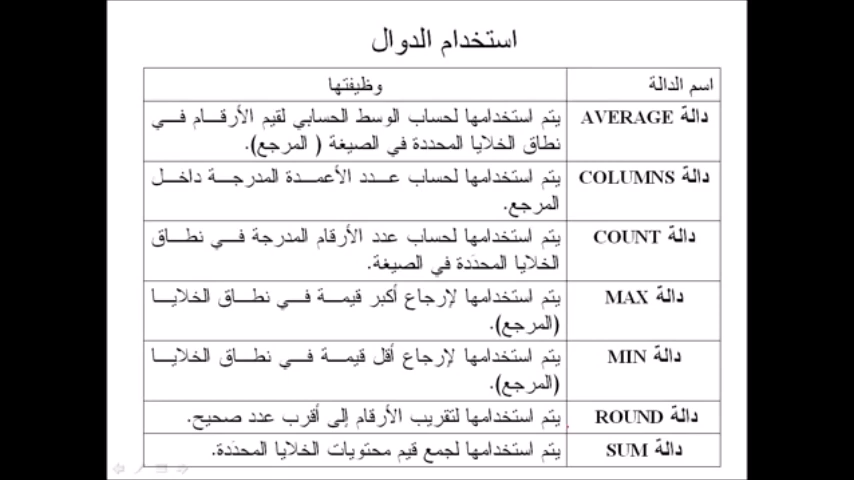 استخدام الدوال
اسم الدالة وظيفتها
دالة AVERAGE يتم استخدامها لحساب الوسط الحسابي لقيم الأرقام في
نطاق الخلايا المحددة في الصيغة ( المرجع).
دالة COLUMNS يتم استخدامها لحساب عدد الأعمدة المدرجة داخل
المرجع.
دالة COUNT يتم استخدامها لحساب عدد الأرقام المدرجة في نطاق
الخلايا المحددة في الصيغة.
دالة MAX يتم استخدامها لإرجاع أكبر قيمة في نطاق الخلايا
(المرجع).
دالة MIN يتم استخدامها لإرجاع أقل قيمة في نطاق الخلايا
(المرجع).
دالة ROUND يتم استخدامها لتقريب الأرقام إلى أقرب عدد صحيح.
دالة SUM يتم استخدامها لجمع قيم محتويات الخلايا المحددة.